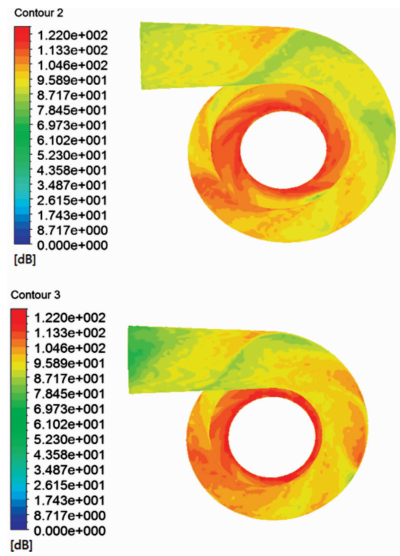 Contour 2
1.220e+002
1.133e+002
1.046e+002
9.589e+001
8.717e+001
7.845e+001
6.973e+001
6.102e+001
5.230e+001
4.358e+001
3.487e+001
2.615e+001
1.743e+001
8.717e+000
0.000e+000
[dB]
Contour 3
1.220e+002
1.133e+002
1.046e+002
9.589e+001
8.717e+001
7.845e+001
6.973e+001
6.102e+001
5.230e+001
4.358e+001
3.487e+001
2.615e+001
1.743e+001
8.717e+000
0.000e+000
[dB]